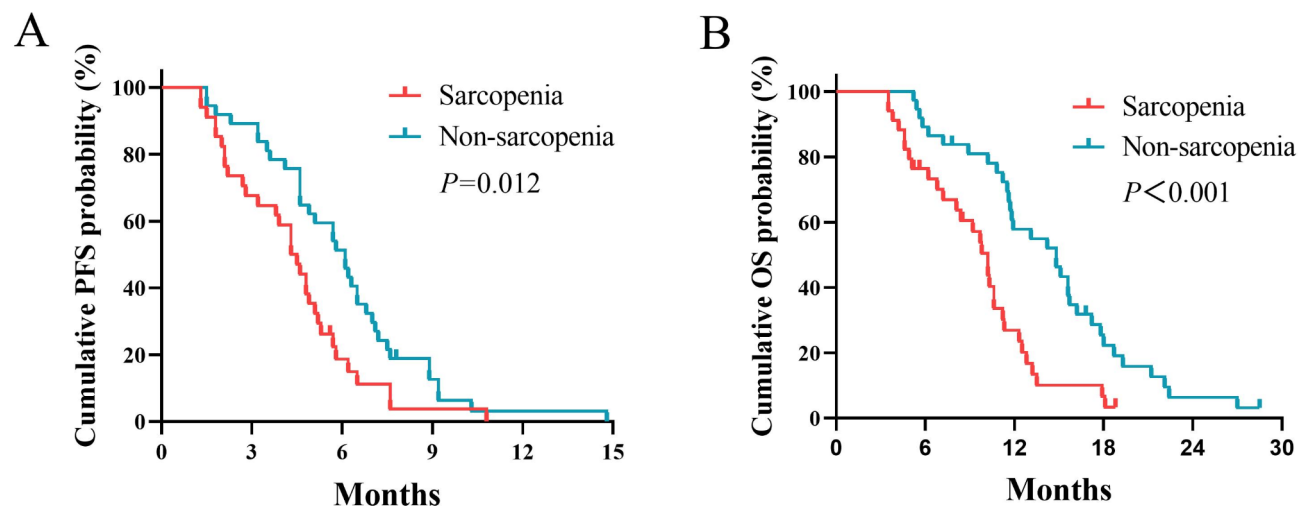 A
Cumulative PFS probability (%)
100
80
60
40
20
0
0 3 6 9 12 15
Months
Sarcopenia
Non-sarcopenia
P=0.012
B
Cumulative OS probability (%)
100
80
60
40
20
0
0 6 12 18 24 30
Months
Sarcopenia
Non-sarcopenia
P<0.001